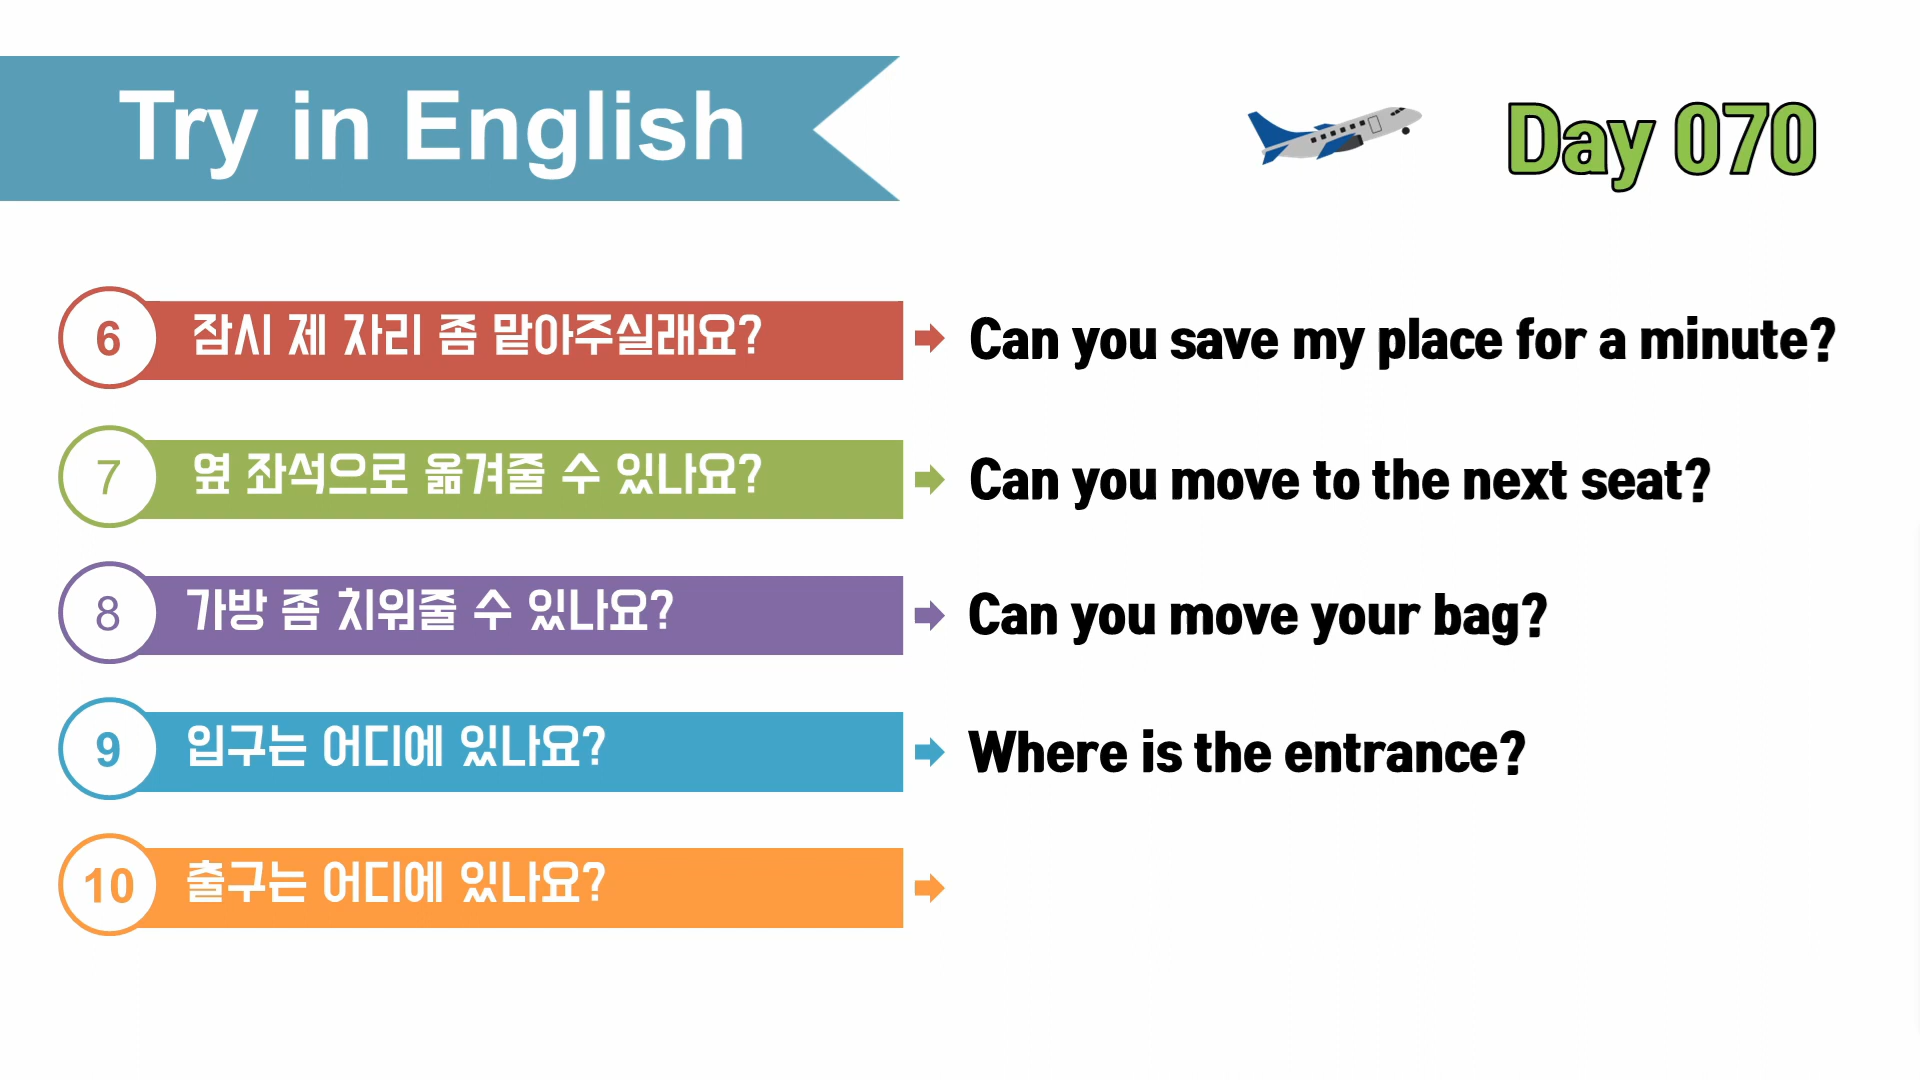 Try in English
Day 070
6 잠시 제 자리 좀 맡아주실래요? Can you save my place for a minute?
7 옆 좌석으로 옮겨줄 수 있나요? Can you move to the next seat?
8 가방 좀 치워줄 수 있나요? Can you move your bag?
9 입구는 어디에 있나요? Where is the entrance?
10 출구는 어디에 있나요?